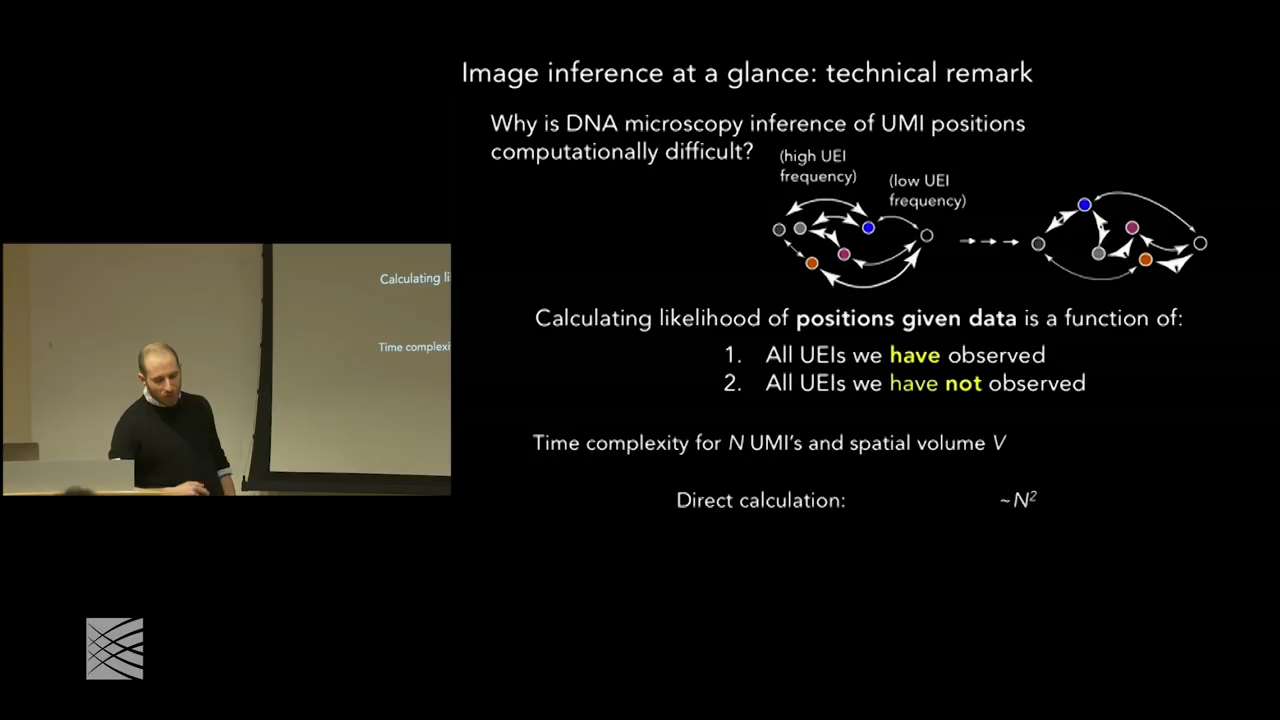 Image inference at a glance: technical remark
Why is DNA microscopy inference of UMI positions
computationally difficult?
(high UEI
frequency)
(low UEI
frequency)
Calculating likelihood of positions given data is a function of:
1. All UEIs we have observed
2. All UEIs we have not observed
Time complexity for N UMI's and spatial volume V
Direct calculation: ~N²
Calculating li
Time complexi